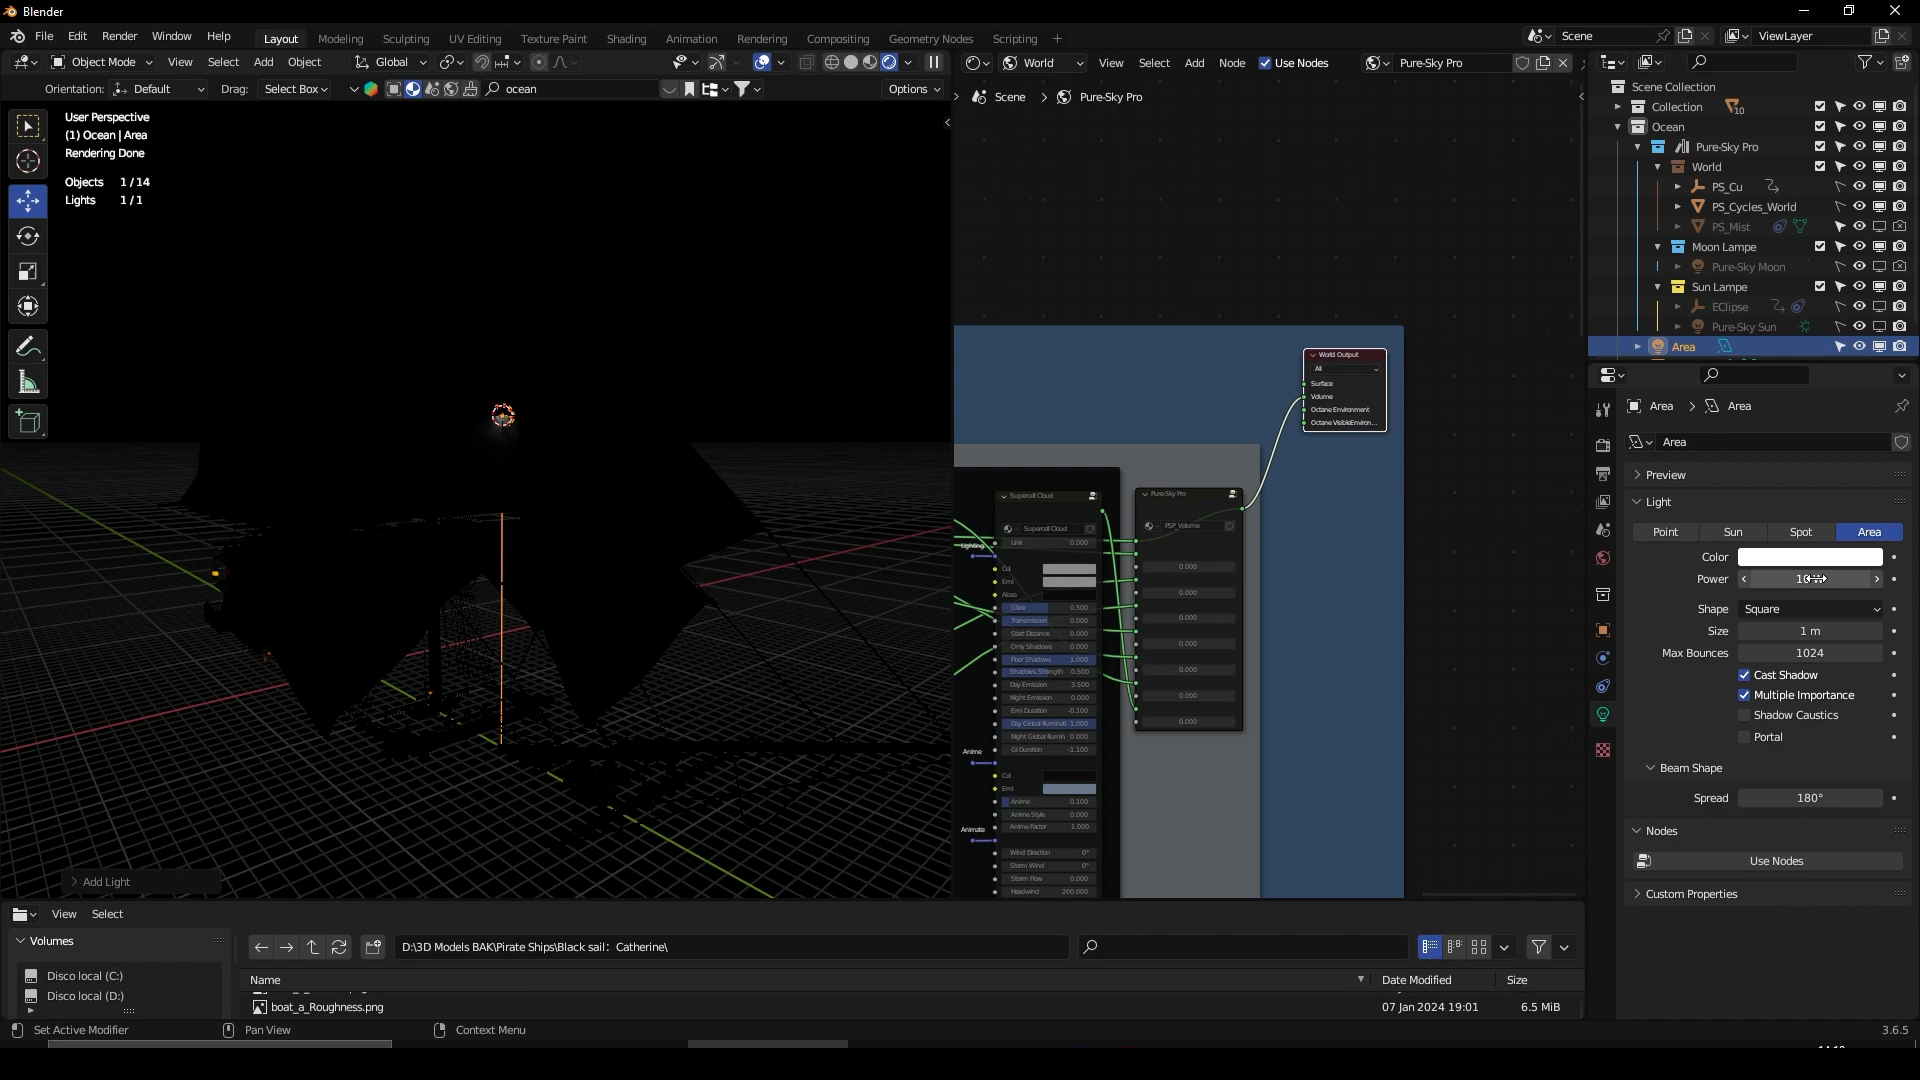 Blender
File Edit Render Window Help
Layout Modeling Sculpting UV Editing Texture Paint Shading Animation Rendering Compositing Geometry Nodes Scripting
Scene ViewLayer
Object Mode View Select Add Object Global
World View Select Add Node Use Nodes Pure-Sky Pro
Orientation: Default Drag: Select Box ocean Options
Scene Pure-Sky Pro
User Perspective
(1) Ocean | Area
Rendering Done
Objects 1 / 14
Lights 1 / 1
Add Light
World Output
All
Surface
Volume
Octane Environment
Octane VisibleEnviron...
Supercell Cloud
Supercell Cloud
Link 0.000
Lighting
Col
Emi
Abso
Glare 0.500
Transmission 0.000
Start Distance 0.000
Only Shadows 0.000
Floor Shadows 1.000
Shadows Strength 0.500
Day Emission 3.500
Night Emission 0.000
Emi Duration -0.100
Day Global Illuminati 1.000
Night Global Illumin 0.000
GI Duration -1.100
Anime
Col
Emi
Anime 0.100
Anime Style 0.000
Anime Factor 1.000
Animate
Wind Direction 0°
Storm Wind 0°
Storm Flow 0.000
Headwind 200.000
Pure-Sky Pro
PSP_Volume
0.000
0.000
0.000
0.000
0.000
0.000
0.000
Scene Collection
Collection 10
Ocean
Pure-Sky Pro
World
PS_Cu
PS_Cycles_World
PS_Mist
Moon Lampe
Pure-Sky Moon
Sun Lampe
EClipse
Pure-Sky Sun
Area
Area Area
Area
Preview
Light
Point Sun Spot Area
Color
Power
Shape Square
Size 1 m
Max Bounces 1024
Cast Shadow
Multiple Importance
Shadow Caustics
Portal
Beam Shape
Spread 180°
Nodes
Use Nodes
Custom Properties
View Select
Volumes
Disco local (C:)
Disco local (D:)
D:\3D Models BAK\Pirate Ships\Black sail：Catherine\
Name Date Modified Size
boat_a_Roughness.png 07 Jan 2024 19:01 6.5 MiB
Set Active Modifier Pan View Context Menu 3.6.5